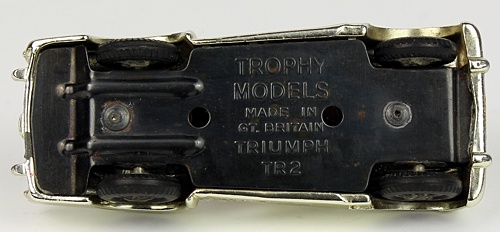 TROPHY
MODELS
MADE IN
GT. BRITAIN
TRIUMPH
TR2